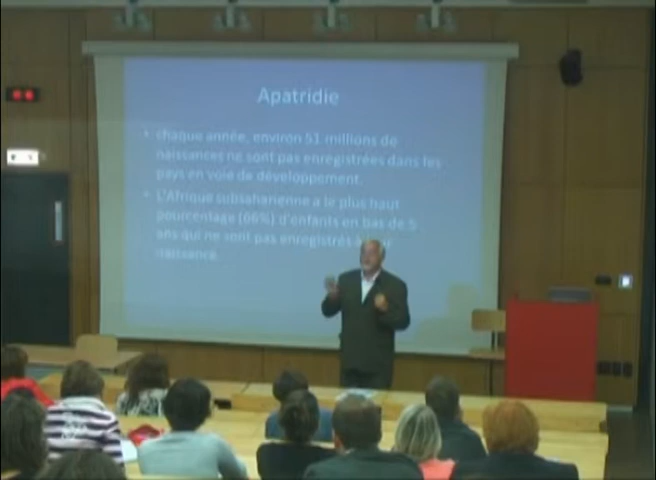 Apatridie
• chaque année, environ 51 millions de
naissances ne sont pas enregistrées dans les
pays en voie de développement.
• L'Afrique subsaharienne a le plus haut
pourcentage (66%) d'enfants en bas de 5
ans qui ne sont pas enregistrés à
naissance.